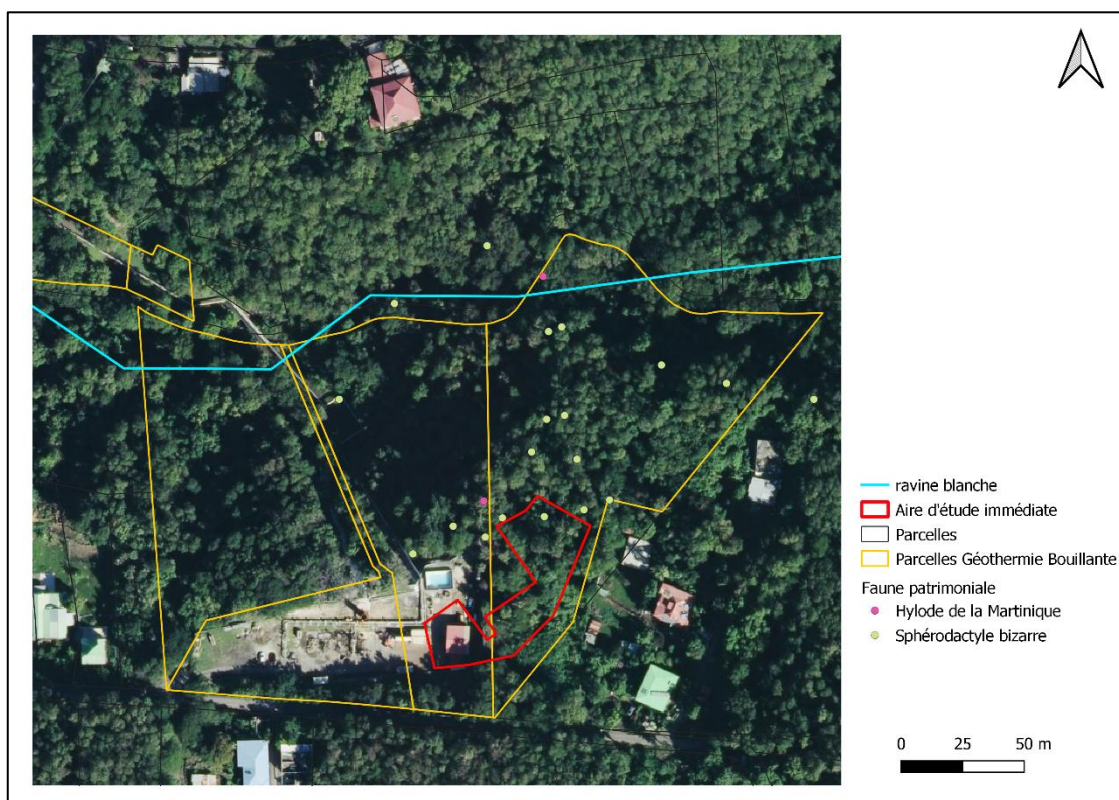 ravine blanche
Aire d'étude immédiate
Parcelles
Parcelles Géothermie Bouillante
Faune patrimoniale
Hylode de la Martinique
Sphérodactyle bizarre
0 25 50 m